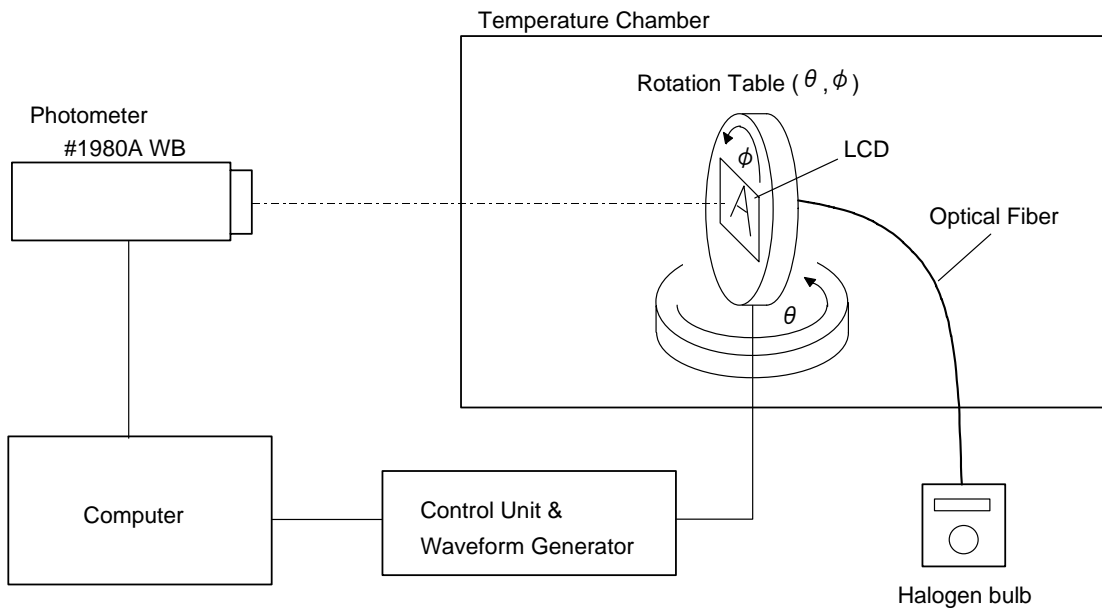 Temperature Chamber
Rotation Table ( θ , ϕ )
Photometer
#1980A WB
ϕ
LCD
A
Optical Fiber
θ
Computer
Control Unit &
Waveform Generator
Halogen bulb